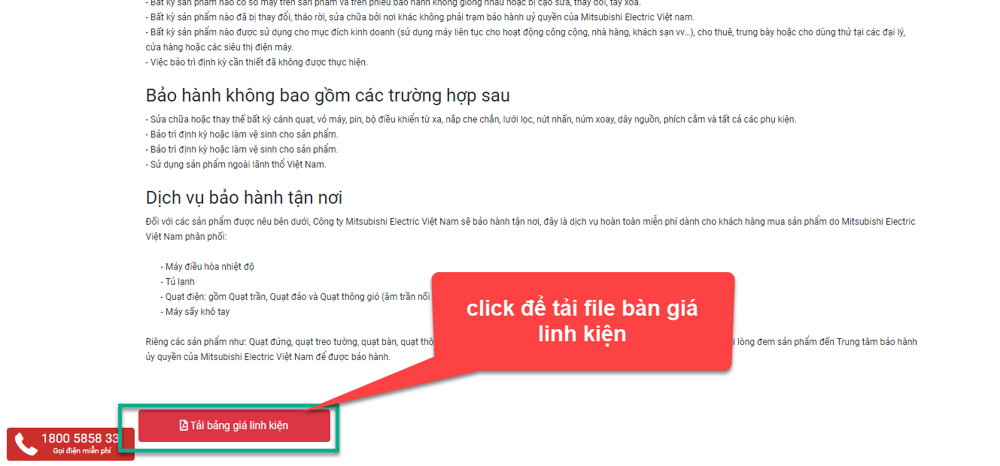 - Bất kỳ sản phẩm nào có số máy trên sản phẩm và trên phiếu bảo hành không giống nhau hoặc bị cạo sửa, thay đổi, tẩy xóa.
- Bất kỳ sản phẩm nào đã bị thay đổi, tháo rời, sửa chữa bởi nơi khác không phải trạm bảo hành uỷ quyền của Mitsubishi Electric Việt nam.
- Bất kỳ sản phẩm nào được sử dụng cho mục đích kinh doanh (sử dụng máy liên tục cho hoạt động công cộng, nhà hàng, khách sạn vv...), cho thuê, trưng bày hoặc cho dùng thử tại các đại lý,
cửa hàng hoặc các siêu thị điện máy.
- Việc bảo trì định kỳ cần thiết đã không được thực hiện.
Bảo hành không bao gồm các trường hợp sau
- Sửa chữa hoặc thay thế bất kỳ cánh quạt, vỏ máy, pin, bộ điều khiển từ xa, nắp che chắn, lưới lọc, nút nhấn, núm xoay, dây nguồn, phích cắm và tất cả các phụ kiện.
- Bảo trì định kỳ hoặc làm vệ sinh cho sản phẩm.
- Bảo trì định kỳ hoặc làm vệ sinh cho sản phẩm.
- Sử dụng sản phẩm ngoài lãnh thổ Việt Nam.
Dịch vụ bảo hành tận nơi
Đối với các sản phẩm được nêu bên dưới, Công ty Mitsubishi Electric Việt Nam sẽ bảo hành tận nơi, đây là dịch vụ hoàn toàn miễn phí dành cho khách hàng mua sản phẩm do Mitsubishi Electric
Việt Nam phân phối:
- Máy điều hòa nhiệt độ
- Tủ lạnh
- Quạt điện: gồm Quạt trần, Quạt đảo và Quạt thông gió (âm trần nối
- Máy sấy khô tay
click để tải file bàn giá
linh kiện
Riêng các sản phẩm như: Quạt đứng, quạt treo tường, quạt bàn, quạt thô
lòng đem sản phẩm đến Trung tâm bảo hành
ủy quyền của Mitsubishi Electric Việt Nam để được bảo hành.
Tải bảng giá linh kiện
1800 5858 33
Gọi điện miễn phí